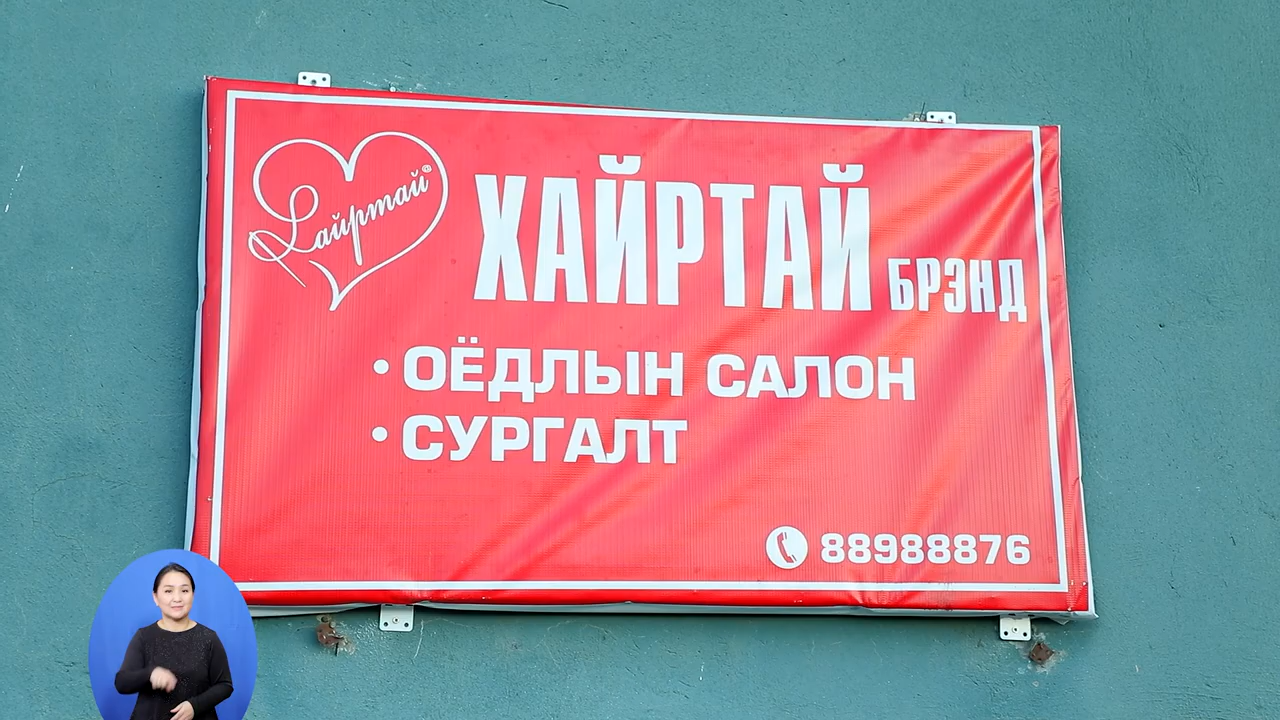 Хайртай®
ХАЙРТАЙ БРЭНД
• ОЁДЛЫН САЛОН
• СУРГАЛТ
88988876